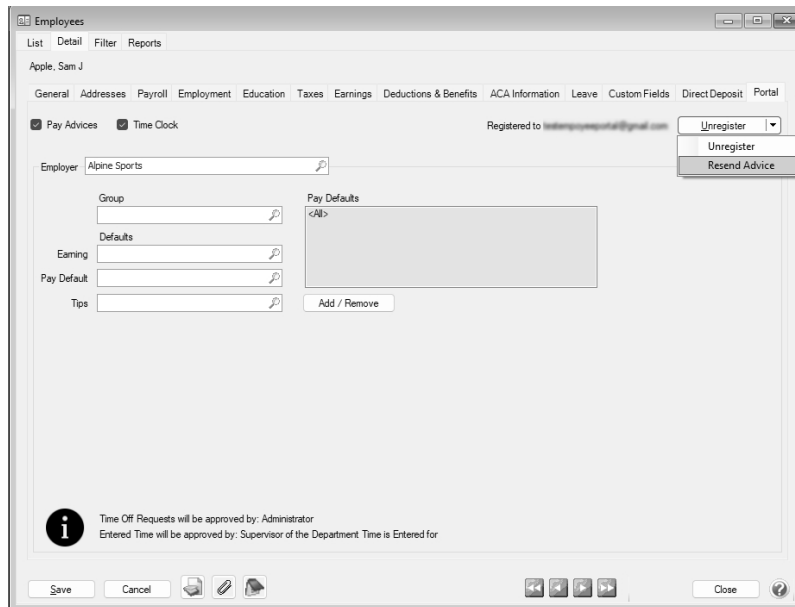 Employees
List Detail Filter Reports
Apple, Sam J
General Addresses Payroll Employment Education Taxes Earnings Deductions & Benefits ACA Information Leave Custom Fields Direct Deposit Portal
Pay Advices Time Clock Registered to Unregister
Unregister
Resend Advice
Employer Alpine Sports
Group Pay Defaults
<All>
Defaults
Earning
Pay Default
Tips Add / Remove
Time Off Requests will be approved by: Administrator
Entered Time will be approved by: Supervisor of the Department Time is Entered for
Save Cancel Close